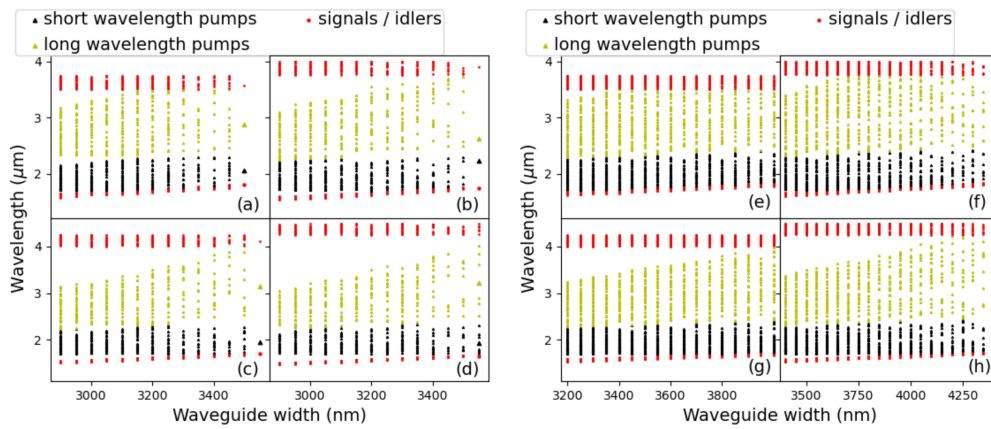 short wavelength pumps signals / idlers
long wavelength pumps
short wavelength pumps signals / idlers
long wavelength pumps
Wavelength (μm)
4
3
2
(a)
(b)
4
3
2
(c)
(d)
3000 3200 3400
3000 3200 3400
Waveguide width (nm)
Wavelength (μm)
4
3
2
(e)
(f)
4
3
2
(g)
(h)
3200 3400 3600 3800
3500 3750 4000 4250
Waveguide width (nm)